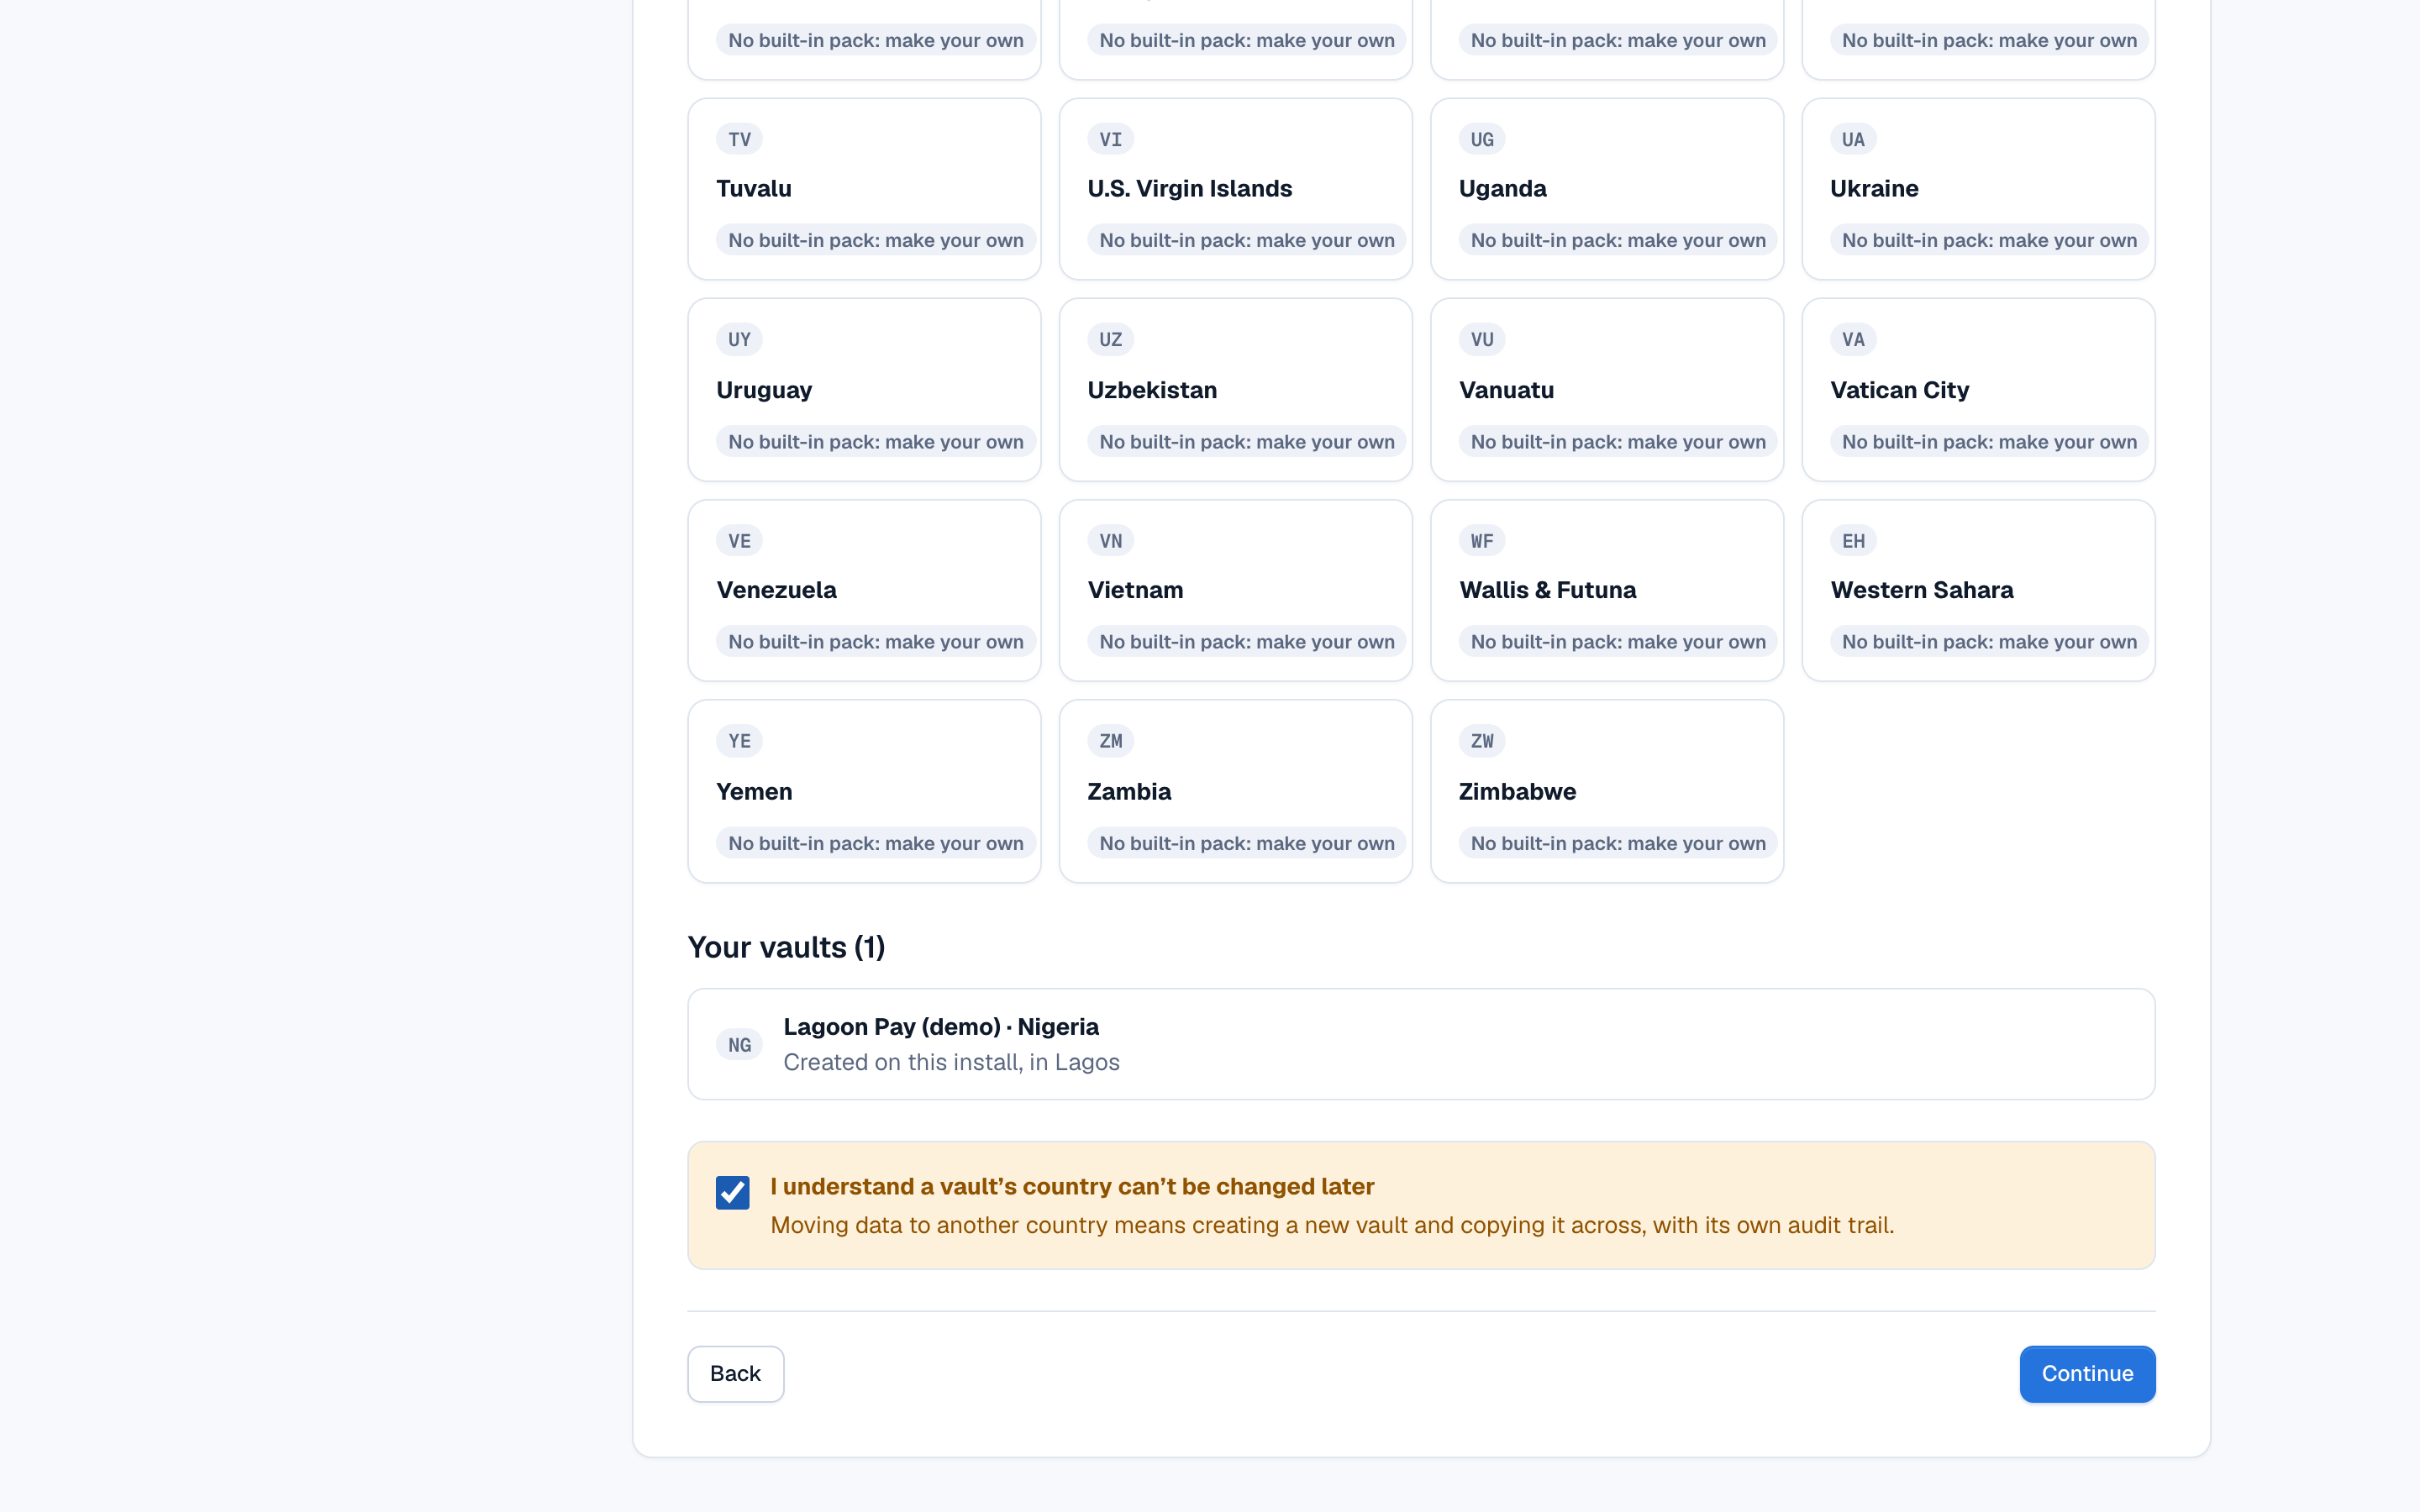 No built-in pack: make your own
No built-in pack: make your own
No built-in pack: make your own
No built-in pack: make your own
TV
Tuvalu
No built-in pack: make your own
VI
U.S. Virgin Islands
No built-in pack: make your own
UG
Uganda
No built-in pack: make your own
UA
Ukraine
No built-in pack: make your own
UY
Uruguay
No built-in pack: make your own
UZ
Uzbekistan
No built-in pack: make your own
VU
Vanuatu
No built-in pack: make your own
VA
Vatican City
No built-in pack: make your own
VE
Venezuela
No built-in pack: make your own
VN
Vietnam
No built-in pack: make your own
WF
Wallis & Futuna
No built-in pack: make your own
EH
Western Sahara
No built-in pack: make your own
YE
Yemen
No built-in pack: make your own
ZM
Zambia
No built-in pack: make your own
ZW
Zimbabwe
No built-in pack: make your own
Your vaults (1)
NG
Lagoon Pay (demo) · Nigeria
Created on this install, in Lagos
I understand a vault’s country can’t be changed later
Moving data to another country means creating a new vault and copying it across, with its own audit trail.
Back
Continue